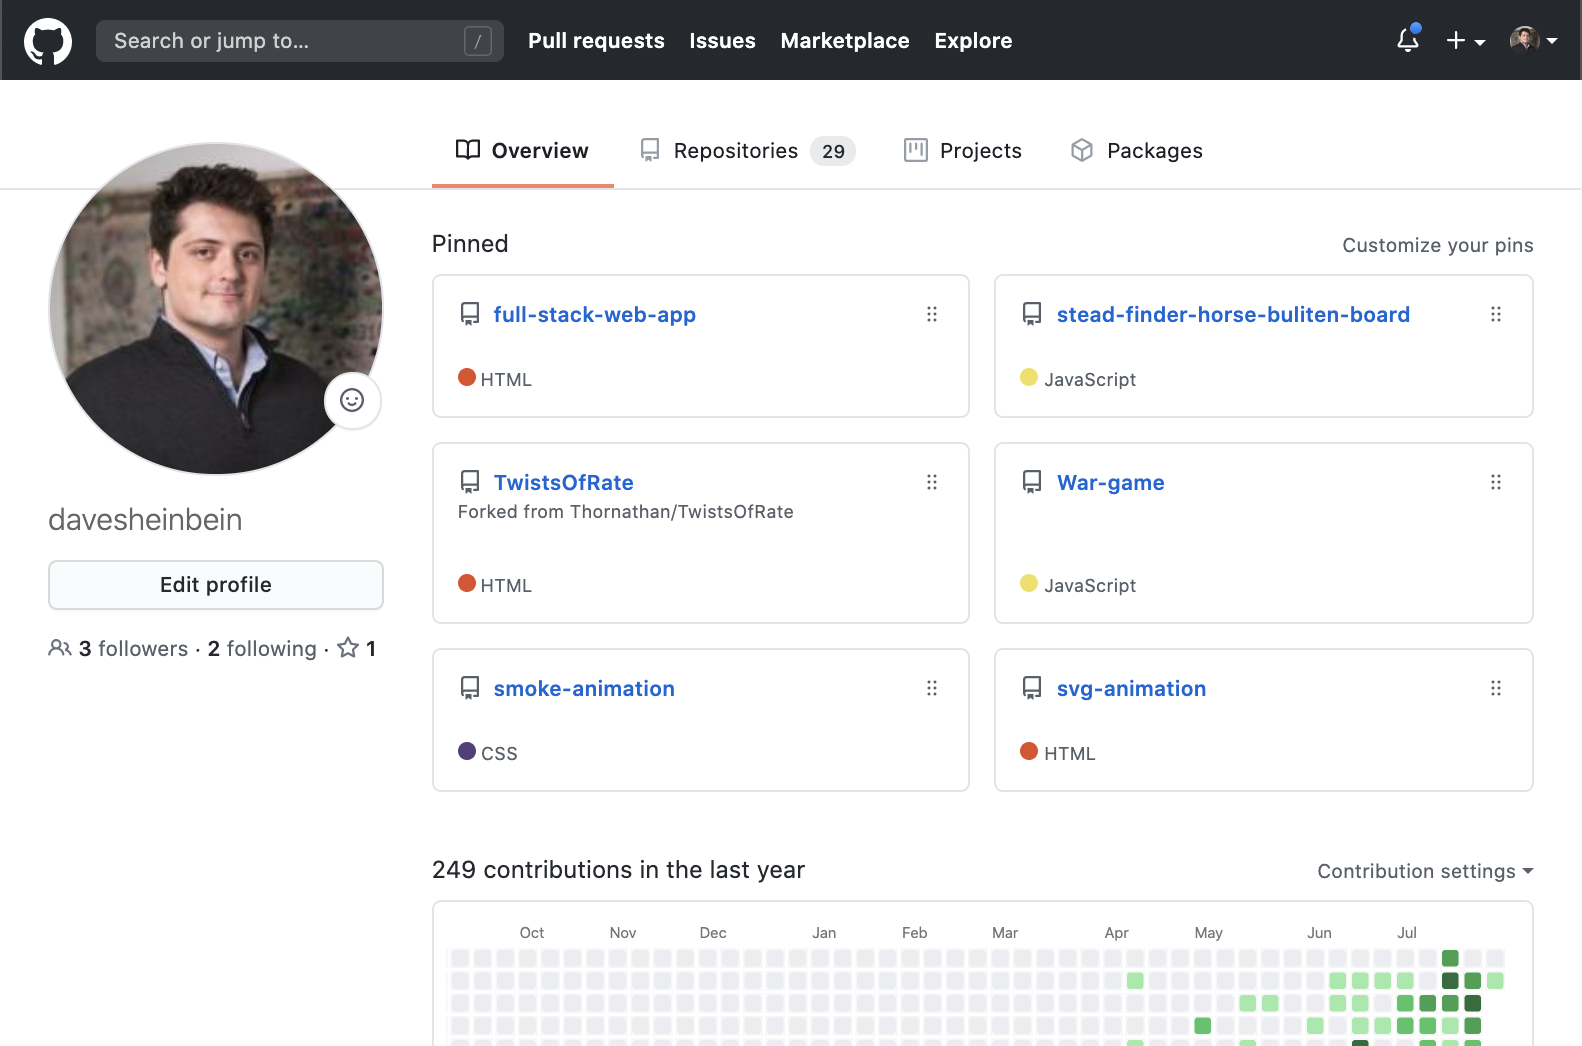 Search or jump to...
/
Pull requests
Issues
Marketplace
Explore
Overview
Repositories 29
Projects
Packages
davesheinbein
Edit profile
3 followers · 2 following · 1
Pinned
Customize your pins
full-stack-web-app
HTML
stead-finder-horse-buliten-board
JavaScript
TwistsOfRate
Forked from Thornathan/TwistsOfRate
HTML
War-game
JavaScript
smoke-animation
CSS
svg-animation
HTML
249 contributions in the last year
Contribution settings
Oct Nov Dec Jan Feb Mar Apr May Jun Jul